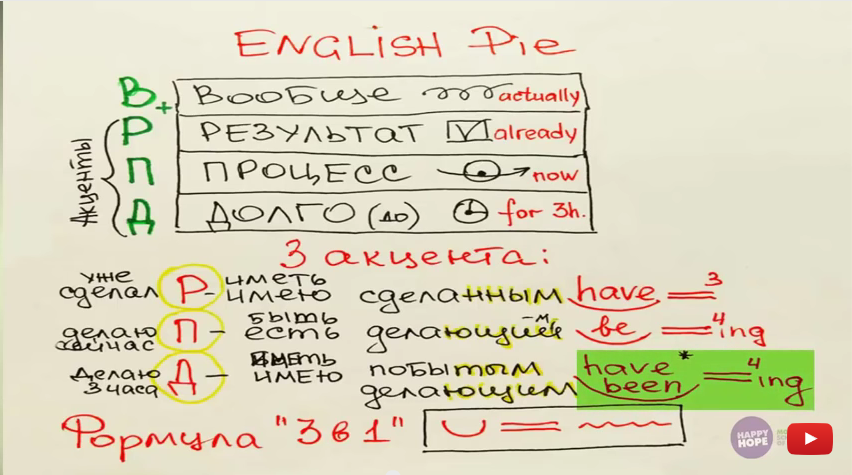 ENGLISH Pie
В + ВООБЩЕ actually
Р РЕЗУЛЬТАТ V already
П ПРОЦЕСС now
Д ДОЛГО (ДО) for 3h.
Акценты
3 акцента:
уже сделал Р - иметь имею сделанным have 3
делаю сейчас П - быть есть делающим be 4 ing
Делаю 3 часа Д - иметь имею побытым делающим have been * 4 ing
Формула "3 в 1"
HAPPY HOPE